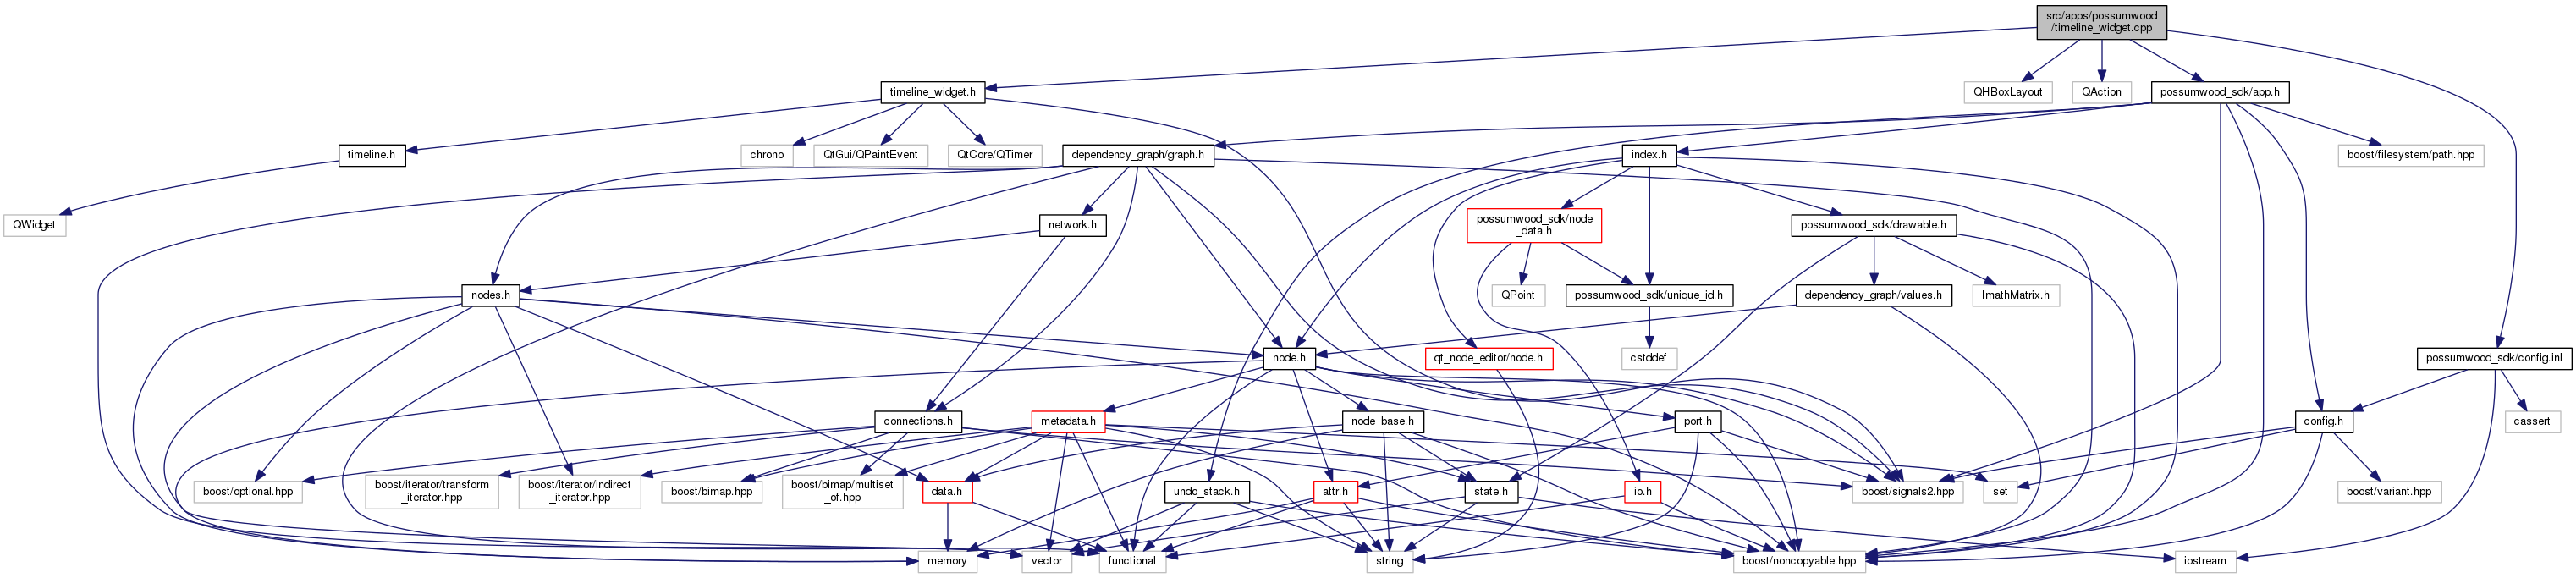 src/apps/possumwood
/timeline_widget.cpp
timeline_widget.h
QHBoxLayout
QAction
possumwood_sdk/app.h
timeline.h
chrono
QtGui/QPaintEvent
QtCore/QTimer
dependency_graph/graph.h
index.h
boost/filesystem/path.hpp
QWidget
network.h
possumwood_sdk/node
_data.h
possumwood_sdk/drawable.h
nodes.h
QPoint
possumwood_sdk/unique_id.h
dependency_graph/values.h
ImathMatrix.h
node.h
qt_node_editor/node.h
cstddef
possumwood_sdk/config.inl
connections.h
metadata.h
node_base.h
port.h
config.h
cassert
boost/optional.hpp
boost/iterator/transform
_iterator.hpp
boost/iterator/indirect
_iterator.hpp
boost/bimap.hpp
boost/bimap/multiset
_of.hpp
data.h
undo_stack.h
attr.h
state.h
io.h
boost/signals2.hpp
set
boost/variant.hpp
memory
vector
functional
string
boost/noncopyable.hpp
iostream